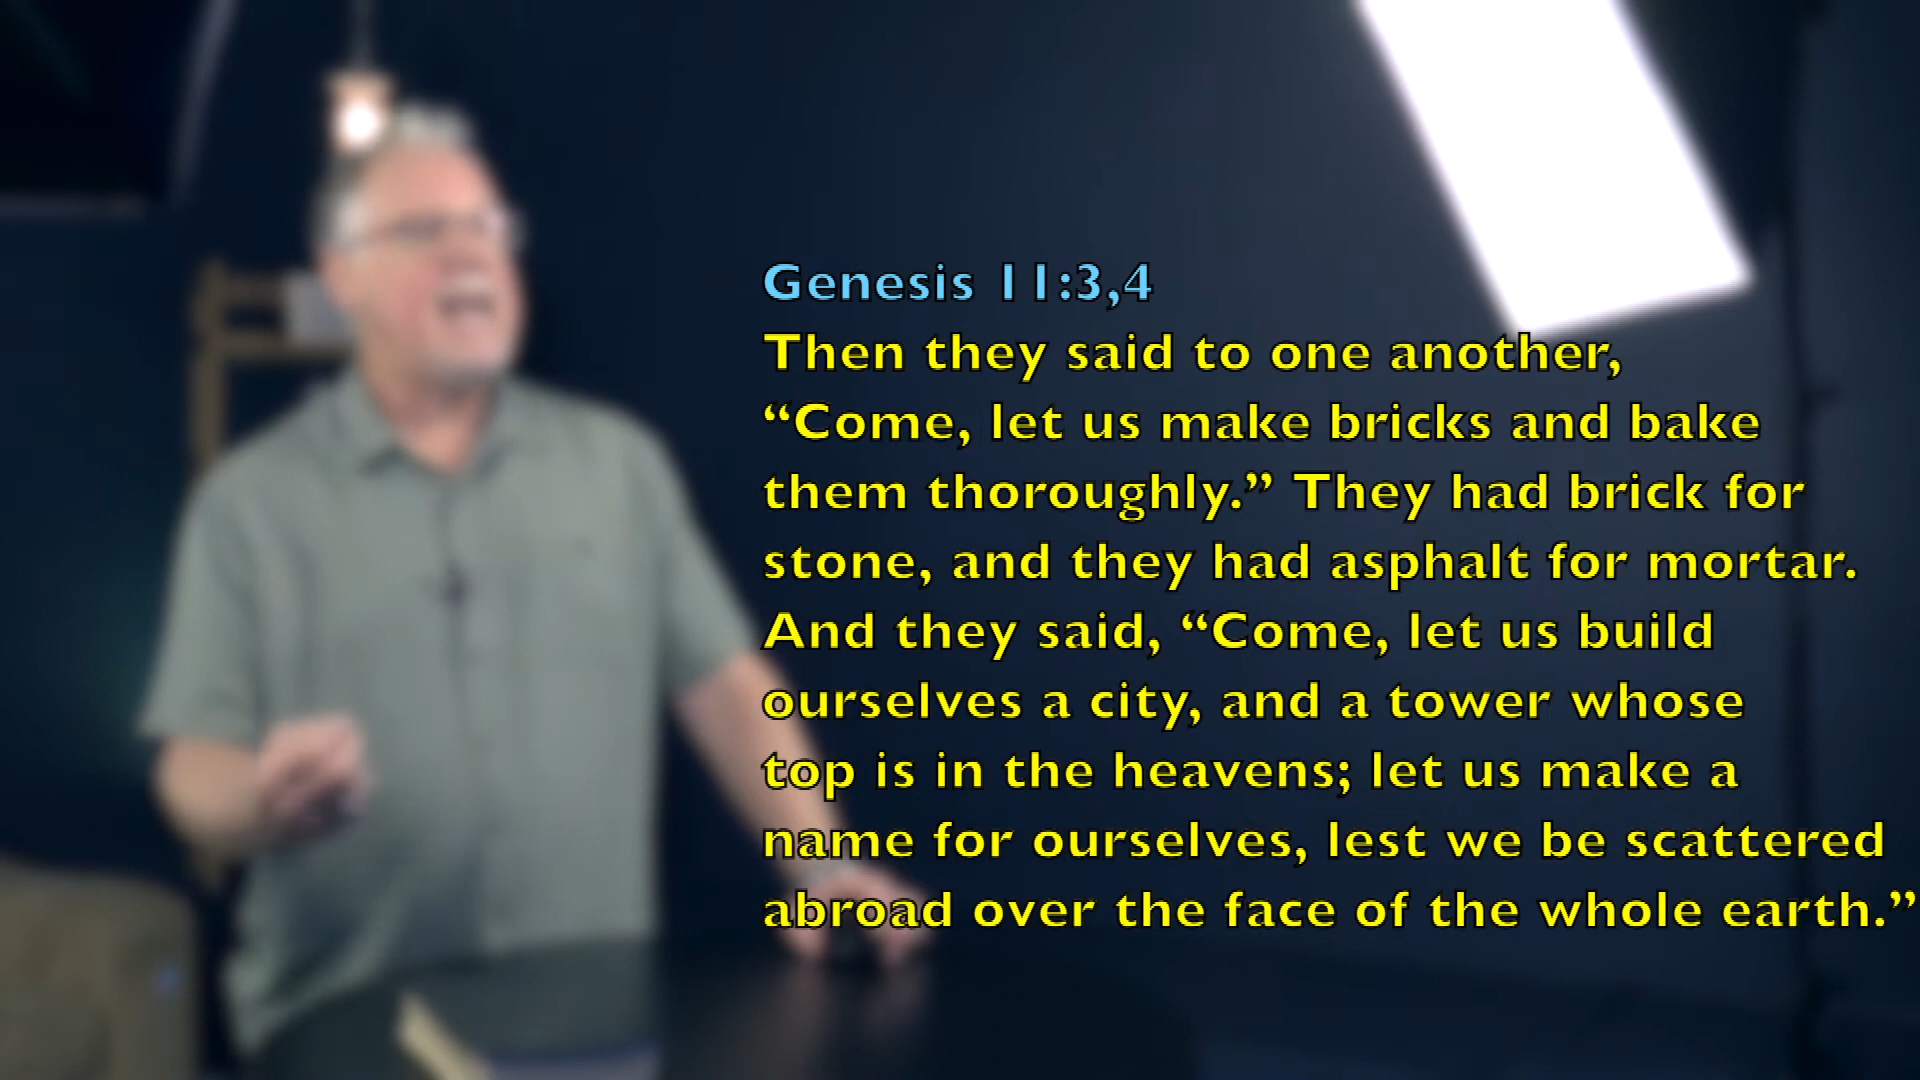 Genesis 11:3,4
Then they said to one another,
“Come, let us make bricks and bake
them thoroughly.” They had brick for
stone, and they had asphalt for mortar.
And they said, “Come, let us build
ourselves a city, and a tower whose
top is in the heavens; let us make a
name for ourselves, lest we be scattered
abroad over the face of the whole earth.”